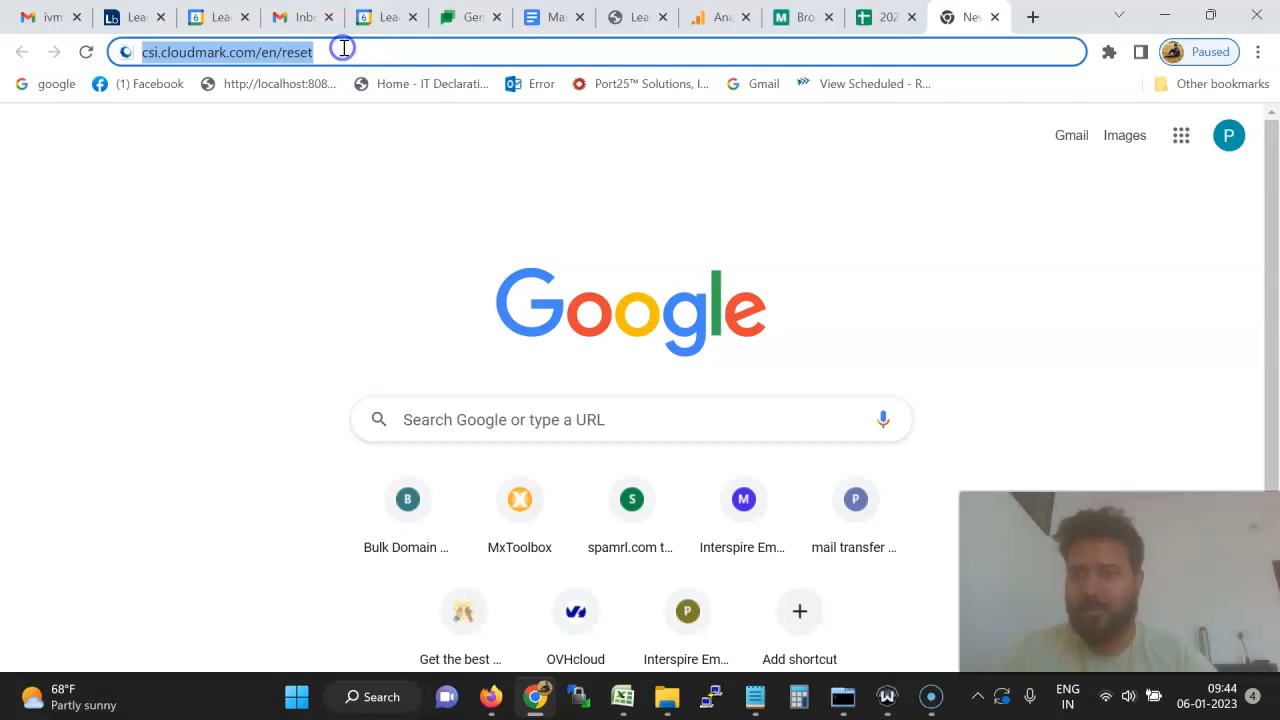 ivm
Lea
Lea
Inb
Lea
Gen
Ma
Lea
Ana
Bro
202
Nev
csi.cloudmark.com/en/reset
Paused
google
(1) Facebook
http://localhost:808...
Home - IT Declarati...
Error
Port25™ Solutions, I...
Gmail
View Scheduled - R...
Other bookmarks
Gmail
Images
P
Google
Search Google or type a URL
B
X
S
M
P
Bulk Domain ...
MxToolbox
spamrl.com t...
Interspire Em...
mail transfer ...
P
Get the best ...
OVHcloud
Interspire Em...
Add shortcut
68°F
Partly sunny
Search
ENG
IN
09:44
06-01-2023
4